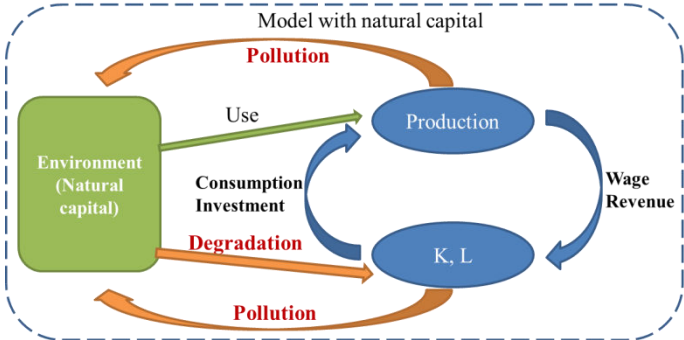 Model with natural capital
Pollution
Use
Production
Environment
(Natural
capital)
Consumption
Investment
Wage
Revenue
Degradation
K, L
Pollution